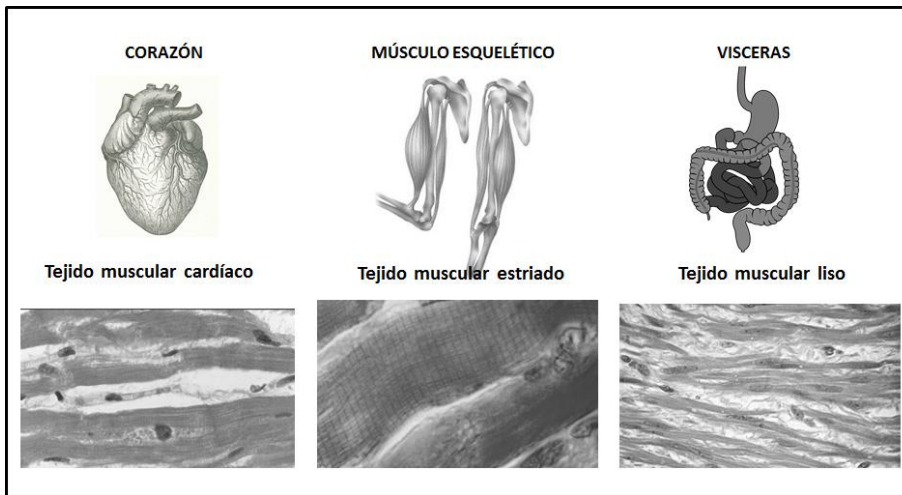 CORAZÓN
MÚSCULO ESQUELÉTICO
VISCERAS
Tejido muscular cardíaco
Tejido muscular estriado
Tejido muscular liso